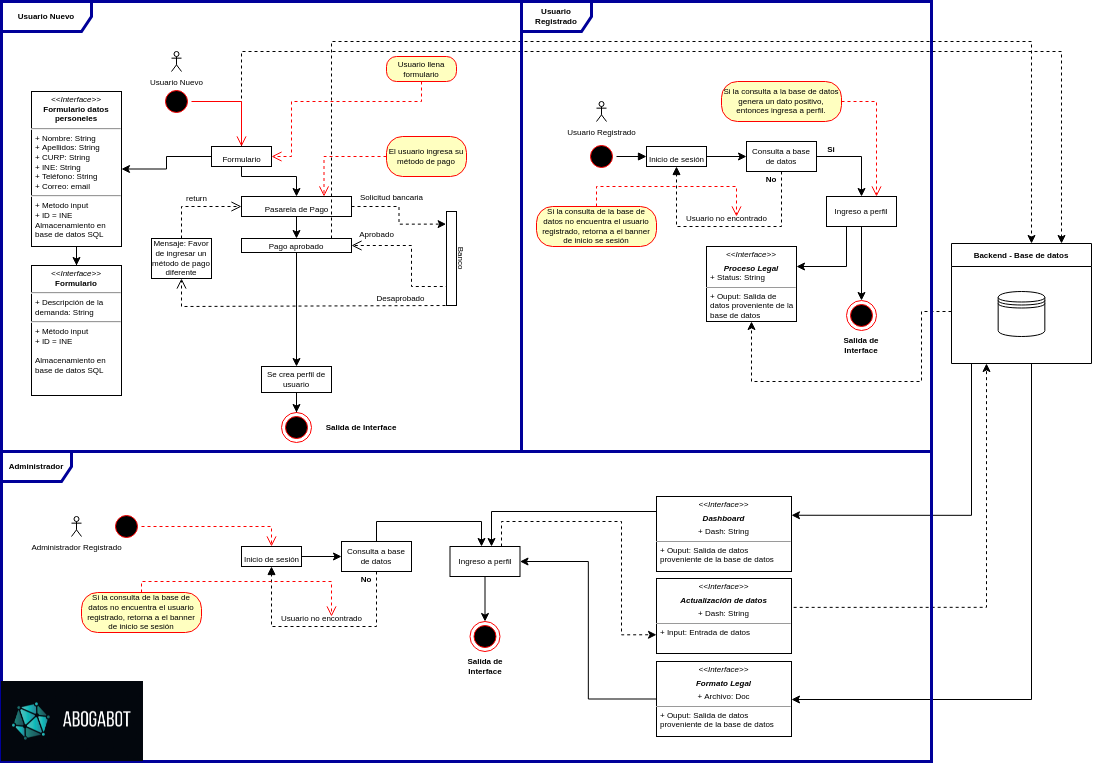 Usuario Nuevo
Usuario Nuevo
<<Interface>>
Formulario datos
personeles
+ Nombre: String
+ Apellidos: String
+ CURP: String
+ INE: String
+ Teléfono: String
+ Correo: email
+ Metodo input
+ ID = INE
Almacenamiento en
base de datos SQL
<<Interface>>
Formulario
+ Descripción de la
demanda: String
+ Método input
+ ID = INE
Almacenamiento en
base de datos SQL
Usuario llena
formulario
Formulario
El usuario ingresa su
método de pago
return
Pasarela de Pago
Solicitud bancaria
Pago aprobado
Aprobado
Banco
Mensaje: Favor
de ingresar un
método de pago
diferente
Desaprobado
Se crea perfil de
usuario
Salida de Interface
Usuario
Registrado
Usuario Registrado
Si la consulta a la base de datos
genera un dato positivo,
entonces ingresa a perfil.
Inicio de sesión
Consulta a base
de datos
Si
No
Usuario no encontrado
Si la consulta de la base de
datos no encuentra el usuario
registrado, retorna a el banner
de inicio se sesión
Ingreso a perfil
<<Interface>>
Proceso Legal
+ Status: String
+ Ouput: Salida de
datos proveniente de la
base de datos
Salida de
Interface
Backend - Base de datos
Administrador
Administrador Registrado
Inicio de sesión
Consulta a base
de datos
No
Usuario no encontrado
Si la consulta de la base de
datos no encuentra el usuario
registrado, retorna a el banner
de inicio se sesión
Ingreso a perfil
Salida de
Interface
<<Interface>>
Dashboard
+ Dash: String
+ Ouput: Salida de datos
proveniente de la base de datos
<<Interface>>
Actualización de datos
+ Dash: String
+ Input: Entrada de datos
<<Interface>>
Formato Legal
+ Archivo: Doc
+ Ouput: Salida de datos
proveniente de la base de datos
ABOGABOT